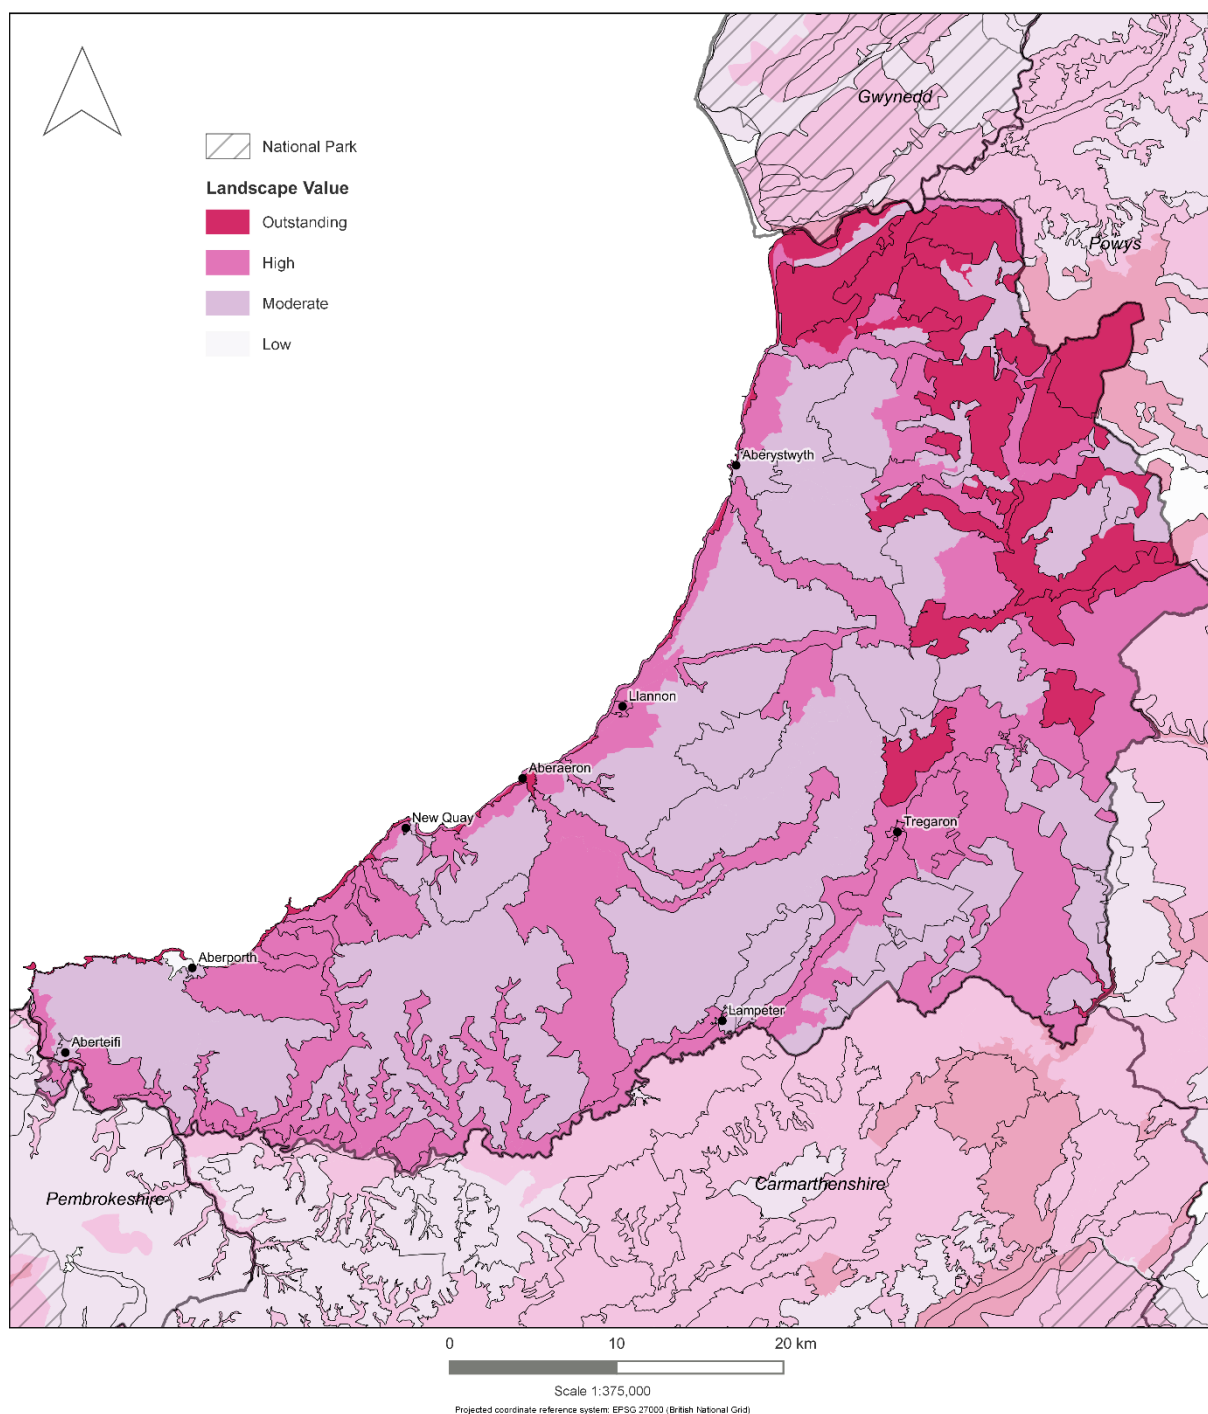 Gwynedd
National Park
Landscape Value
Outstanding
Powys
High
Moderate
Low
Aberystwyth
Llannon
Aberaeron
New Quay
Tregaron
Aberporth
Lampeter
Aberteifi
Carmarthenshire
Pembrokeshire
0 10 20 km
Scale 1:375,000
Projected coordinate reference system: EPSG 27000 (British National Grid)